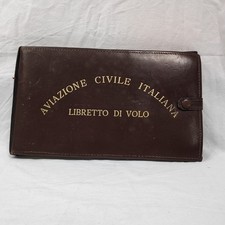 AVIAZIONE CIVILE ITALIANA
LIBRETTO DI VOLO